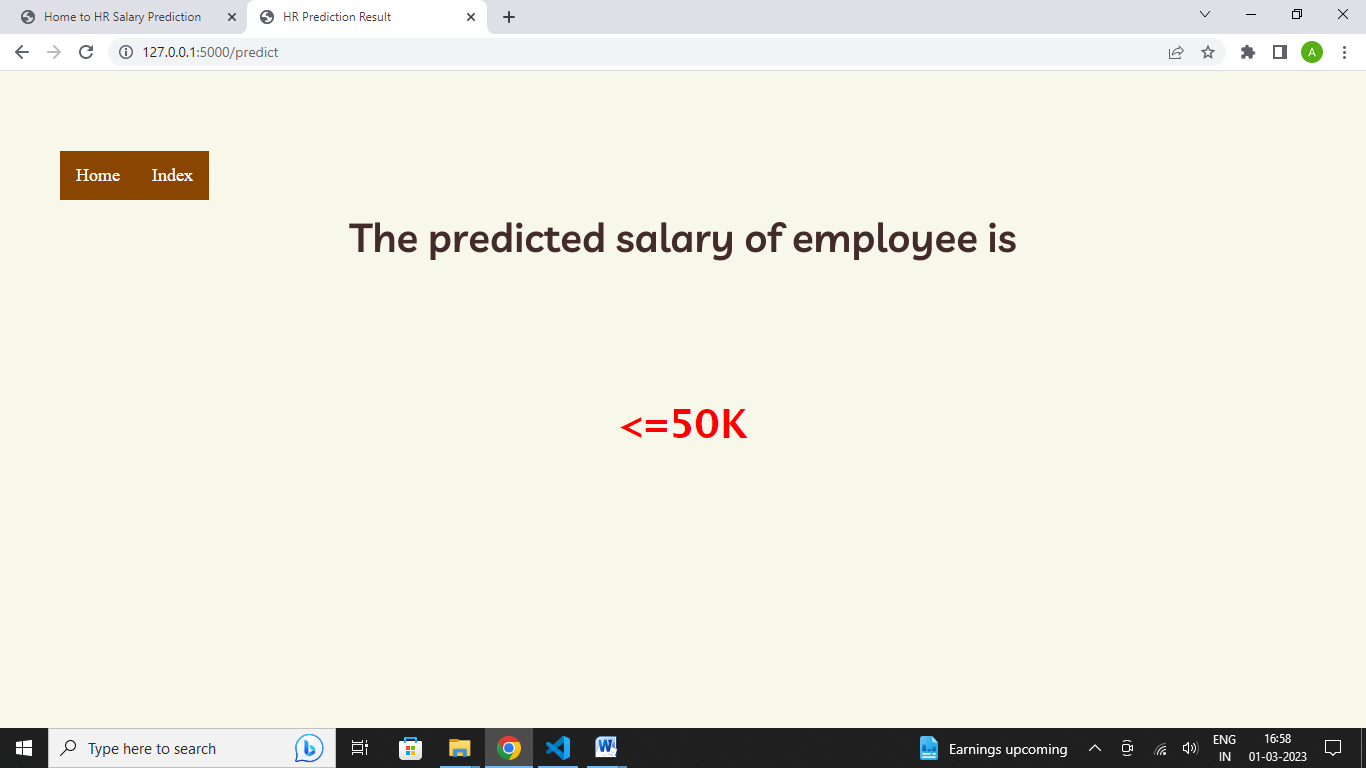 Home to HR Salary Prediction
HR Prediction Result
127.0.0.1:5000/predict
A
Home Index
The predicted salary of employee is
<=50K
Type here to search
W
Earnings upcoming
ENG
IN
16:58
01-03-2023